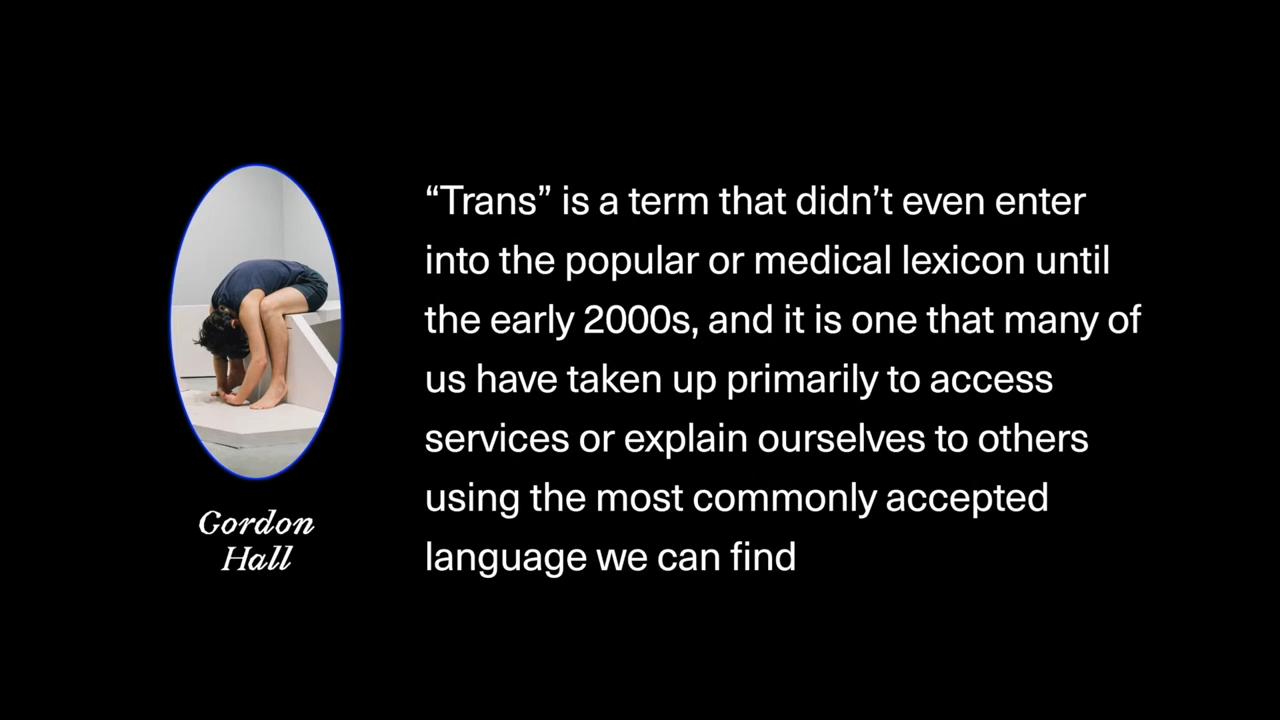 “Trans” is a term that didn’t even enter
into the popular or medical lexicon until
the early 2000s, and it is one that many of
us have taken up primarily to access
services or explain ourselves to others
using the most commonly accepted
language we can find
Gordon
Hall